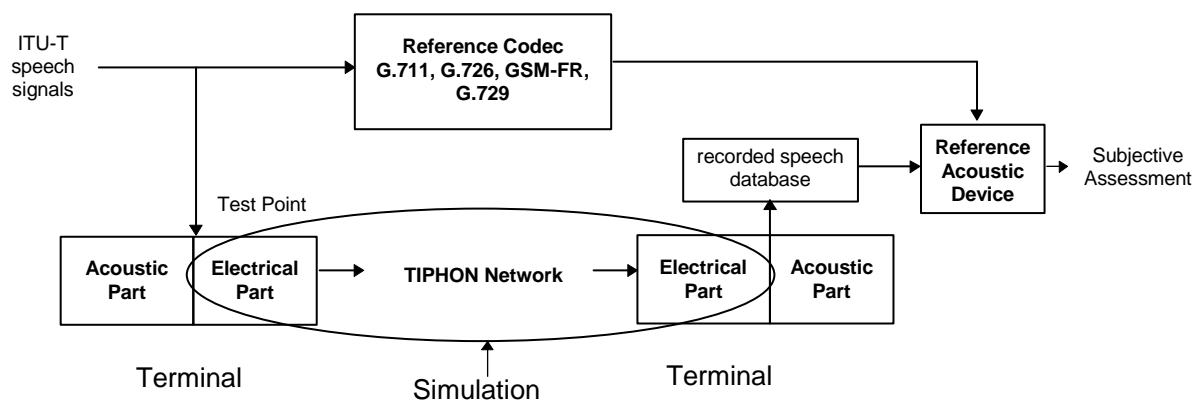 ITU-T
speech
signals
Reference Codec
G.711, G.726, GSM-FR,
G.729
recorded speech
database
Reference
Acoustic
Device
Subjective
Assessment
Test Point
Acoustic
Part
Electrical
Part
TIPHON Network
Electrical
Part
Acoustic
Part
Terminal
Simulation
Terminal